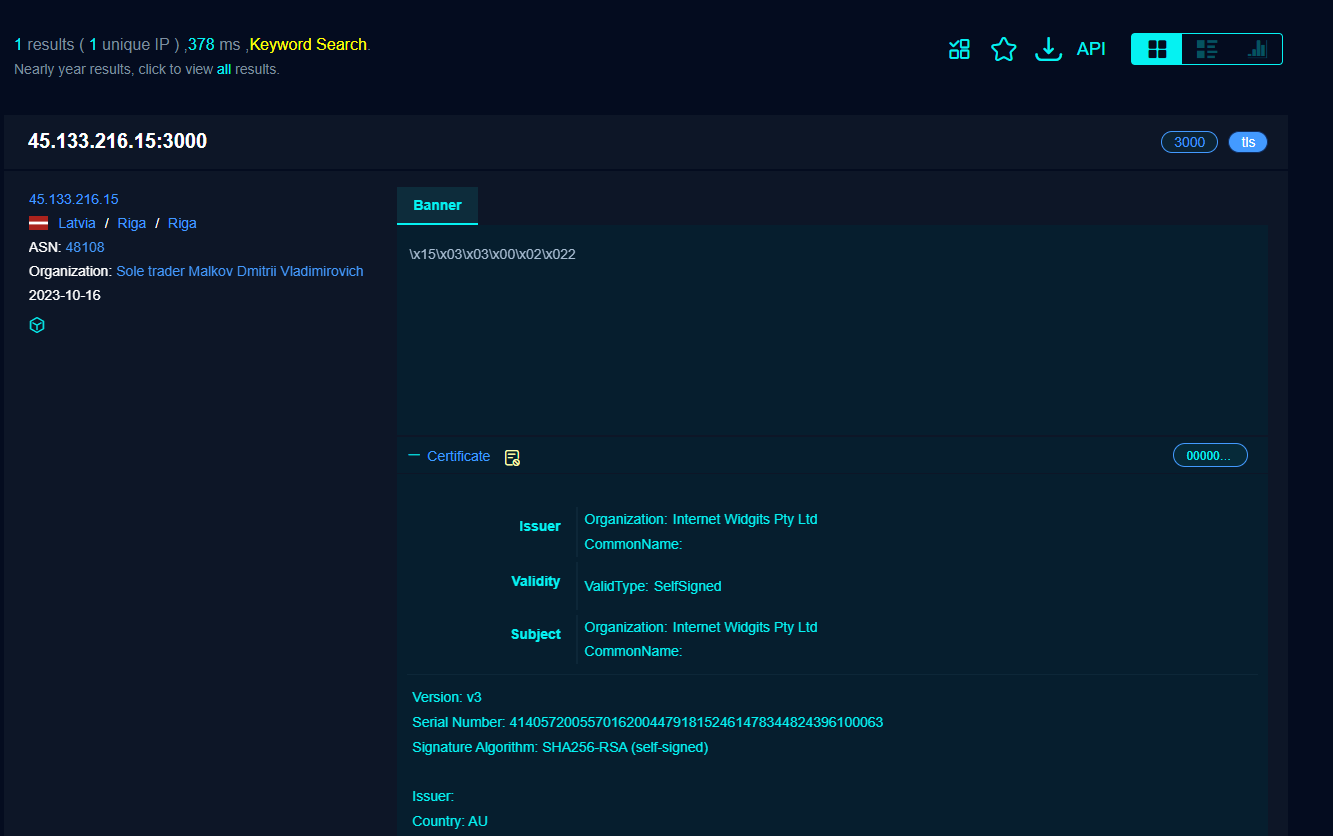 1 results ( 1 unique IP ) ,378 ms ,Keyword Search.
Nearly year results, click to view all results.
API
45.133.216.15:3000
3000
tls
45.133.216.15
Latvia / Riga / Riga
ASN: 48108
Organization: Sole trader Malkov Dmitrii Vladimirovich
2023-10-16
Banner
\x15\x03\x03\x00\x02\x022
Certificate
00000...
Issuer
Organization: Internet Widgits Pty Ltd
CommonName:
Validity
ValidType: SelfSigned
Subject
Organization: Internet Widgits Pty Ltd
CommonName:
Version: v3
Serial Number: 414057200557016200447918152461478344824396100063
Signature Algorithm: SHA256-RSA (self-signed)
Issuer:
Country: AU